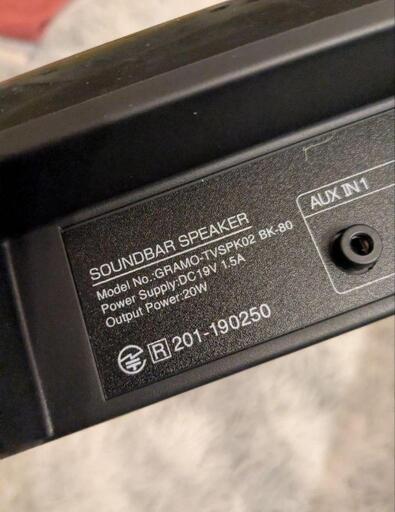 SOUNDBAR SPEAKER
Model No.:GRAMO-TVSPK02 BK-80
Power Supply:DC19V 1.5A
Output Power:20W
R 201-190250
AUX IN1